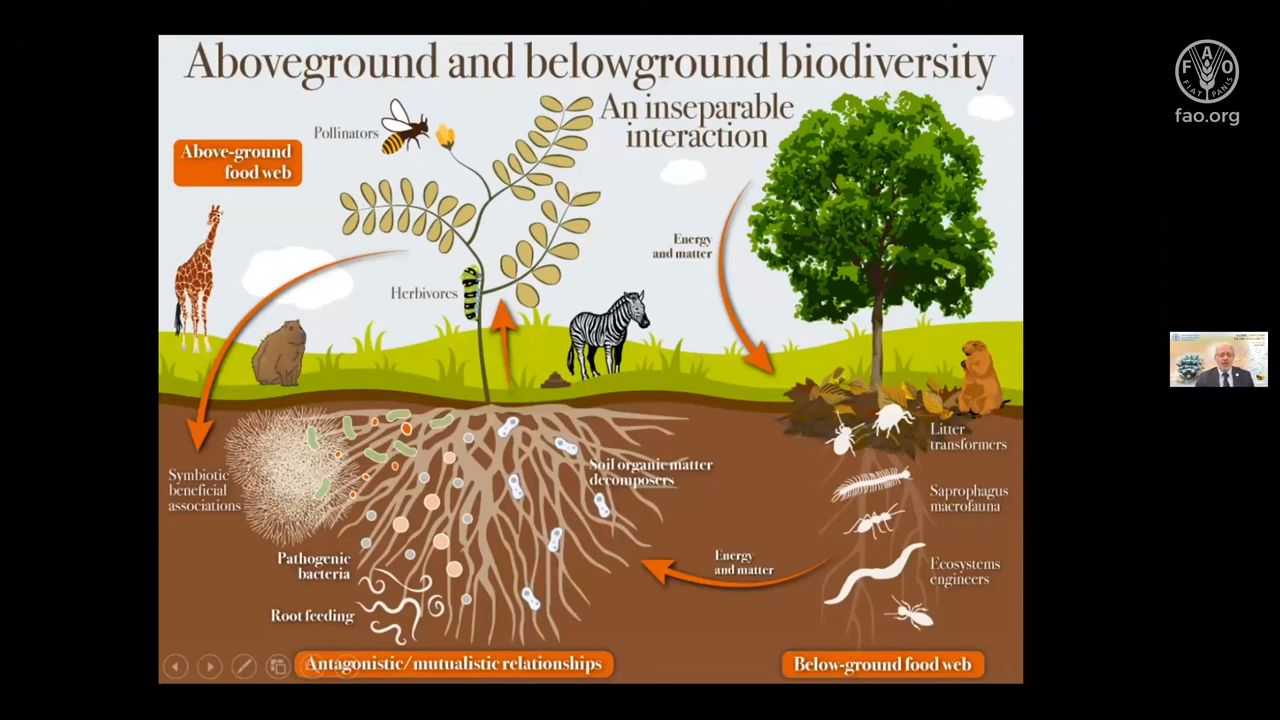 Aboveground and belowground biodiversity
An inseparable
interaction
Pollinators
Above-ground
food web
Energy
and matter
Herbivores
Litter
transformers
Symbiotic
beneficial
associations
Soil organic matter
decomposers
Saprophagus
macrofauna
Pathogenic
bacteria
Energy
and matter
Ecosystems
engineers
Root feeding
Antagonistic/mutualistic relationships
Below-ground food web
FAO
FIAT PANIS
fao.org